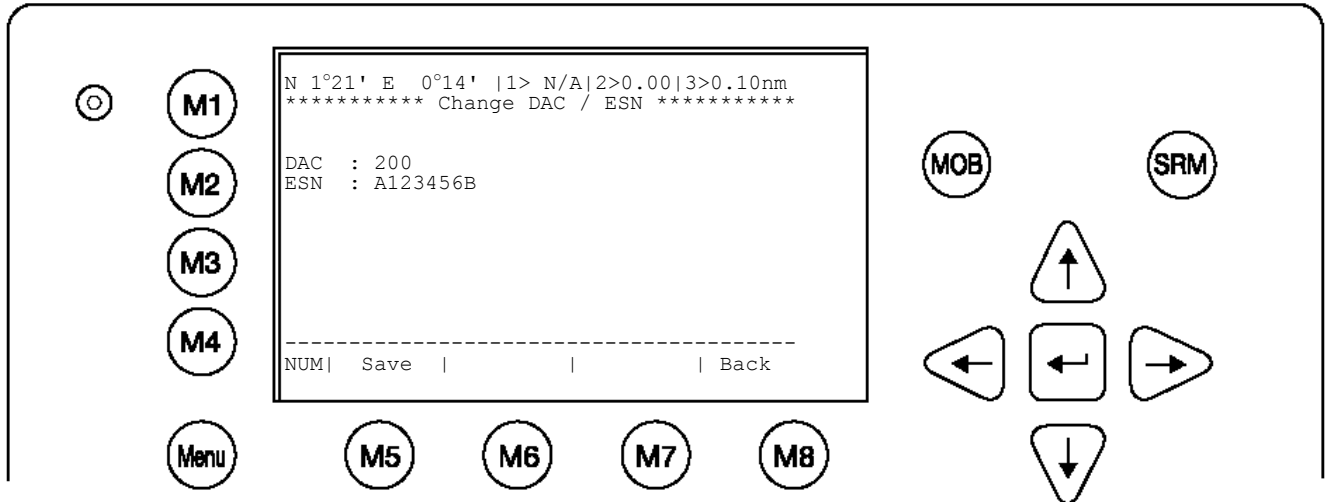 N 1°21' E 0°14' |1> N/A|2>0.00|3>0.10nm
*********** Change DAC / ESN ***********
M1
DAC : 200
MOB
SRM
ESN : A123456B
M2
M3
M4
----------------------------------------
NUM| Save | | | Back
Menu
M5
M6
M7
M8